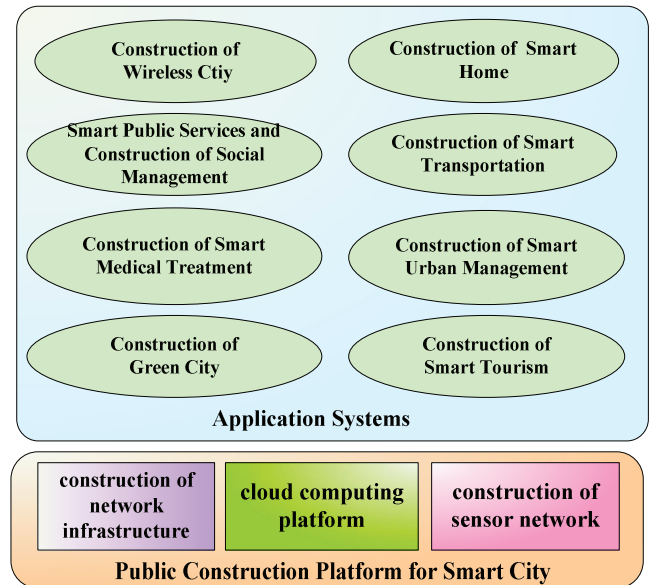 Construction of
Wireless Ctiy
Construction of Smart
Home
Smart Public Services and
Construction of Social
Management
Construction of Smart
Transportation
Construction of Smart
Medical Treatment
Construction of Smart
Urban Management
Construction of
Green City
Construction of
Smart Tourism
Application Systems
construction of
network
infrastructure
cloud computing
platform
construction of
sensor network
Public Construction Platform for Smart City